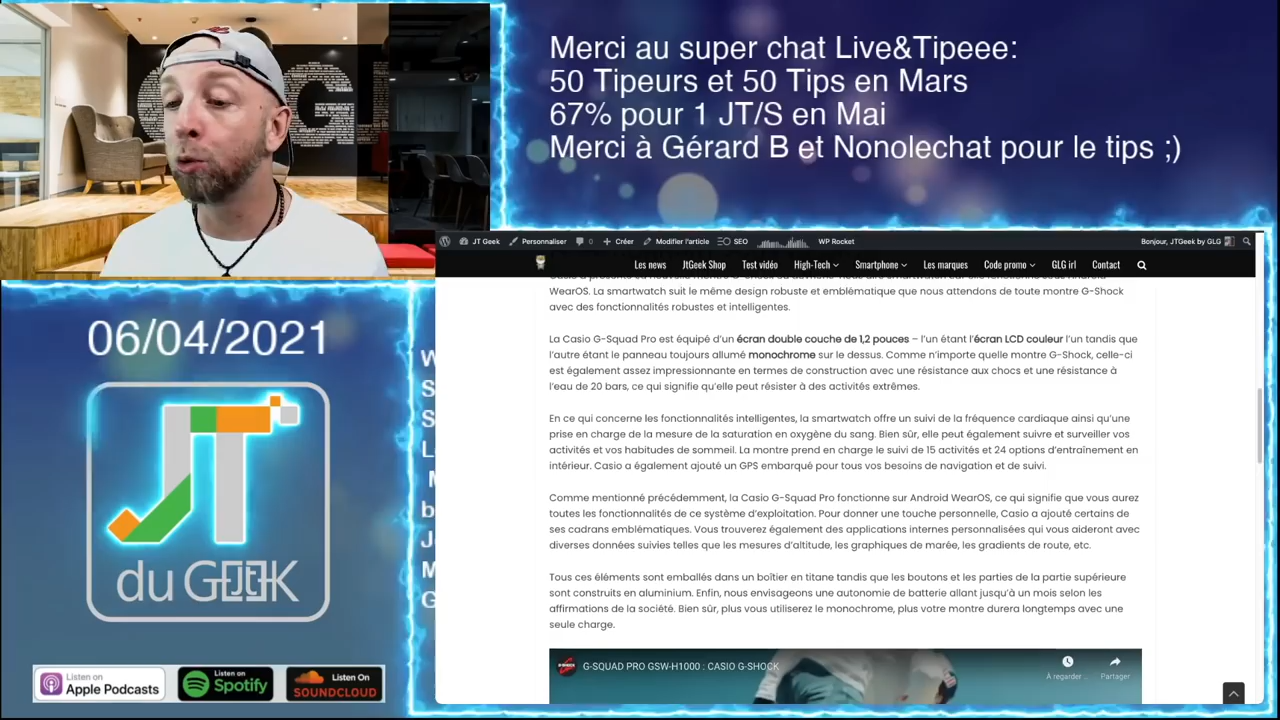 Merci au super chat Live&Tipeee:
50 Tipeurs et 50 Tips en Mars
67% pour 1 JT/S en Mai
Merci à Gérard B et Nonolechat pour le tips ;)
JT Geek Personnaliser 0 Créer Modifier l'article SEO WP Rocket Bonjour, JTGeek by GLG
Les news JtGeek Shop Test vidéo High-Tech Smartphone Les marques Code promo GLG irl Contact
WearOS. La smartwatch suit le même design robuste et emblématique que nous attendons de toute montre G-Shock
avec des fonctionnalités robustes et intelligentes.
La Casio G-Squad Pro est équipé d'un écran double couche de 1,2 pouces – l'un étant l'écran LCD couleur l'un tandis que
l'autre étant le panneau toujours allumé monochrome sur le dessus. Comme n'importe quelle montre G-Shock, celle-ci
est également assez impressionnante en termes de construction avec une résistance aux chocs et une résistance à
l'eau de 20 bars, ce qui signifie qu'elle peut résister à des activités extrêmes.
En ce qui concerne les fonctionnalités intelligentes, la smartwatch offre un suivi de la fréquence cardiaque ainsi qu'une
prise en charge de la mesure de la saturation en oxygène du sang. Bien sûr, elle peut également suivre et surveiller vos
activités et vos habitudes de sommeil. La montre prend en charge le suivi de 15 activités et 24 options d'entraînement en
intérieur. Casio a également ajouté un GPS embarqué pour tous vos besoins de navigation et de suivi.
Comme mentionné précédemment, la Casio G-Squad Pro fonctionne sur Android WearOS, ce qui signifie que vous aurez
toutes les fonctionnalités de ce système d'exploitation. Pour donner une touche personnelle, Casio a ajouté certains de
ses cadrans emblématiques. Vous trouverez également des applications internes personnalisées qui vous aideront avec
diverses données suivies telles que les mesures d'altitude, les graphiques de marée, les gradients de route, etc.
Tous ces éléments sont emballés dans un boîtier en titane tandis que les boutons et les parties de la partie supérieure
sont construits en aluminium. Enfin, nous envisageons une autonomie de batterie allant jusqu'à un mois selon les
affirmations de la société. Bien sûr, plus vous utiliserez le monochrome, plus votre montre durera longtemps avec une
seule charge.
G-SQUAD PRO GSW-H1000 : CASIO G-SHOCK
À regarder ... Partager
06/04/2021
JT
du GEEK
Listen on
Apple Podcasts
Listen on
Spotify
Listen On
SOUNDCLOUD